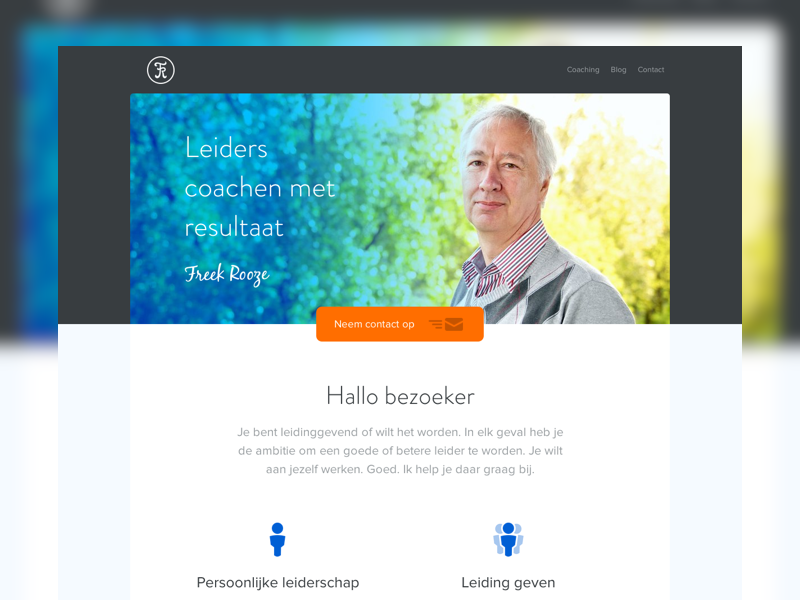 Coaching Blog Contact
Leiders
coachen met
resultaat
Freek Rooze
Neem contact op
Hallo bezoeker
Je bent leidinggevend of wilt het worden. In elk geval heb je
de ambitie om een goede of betere leider te worden. Je wilt
aan jezelf werken. Goed. Ik help je daar graag bij.
Persoonlijke leiderschap
Leiding geven